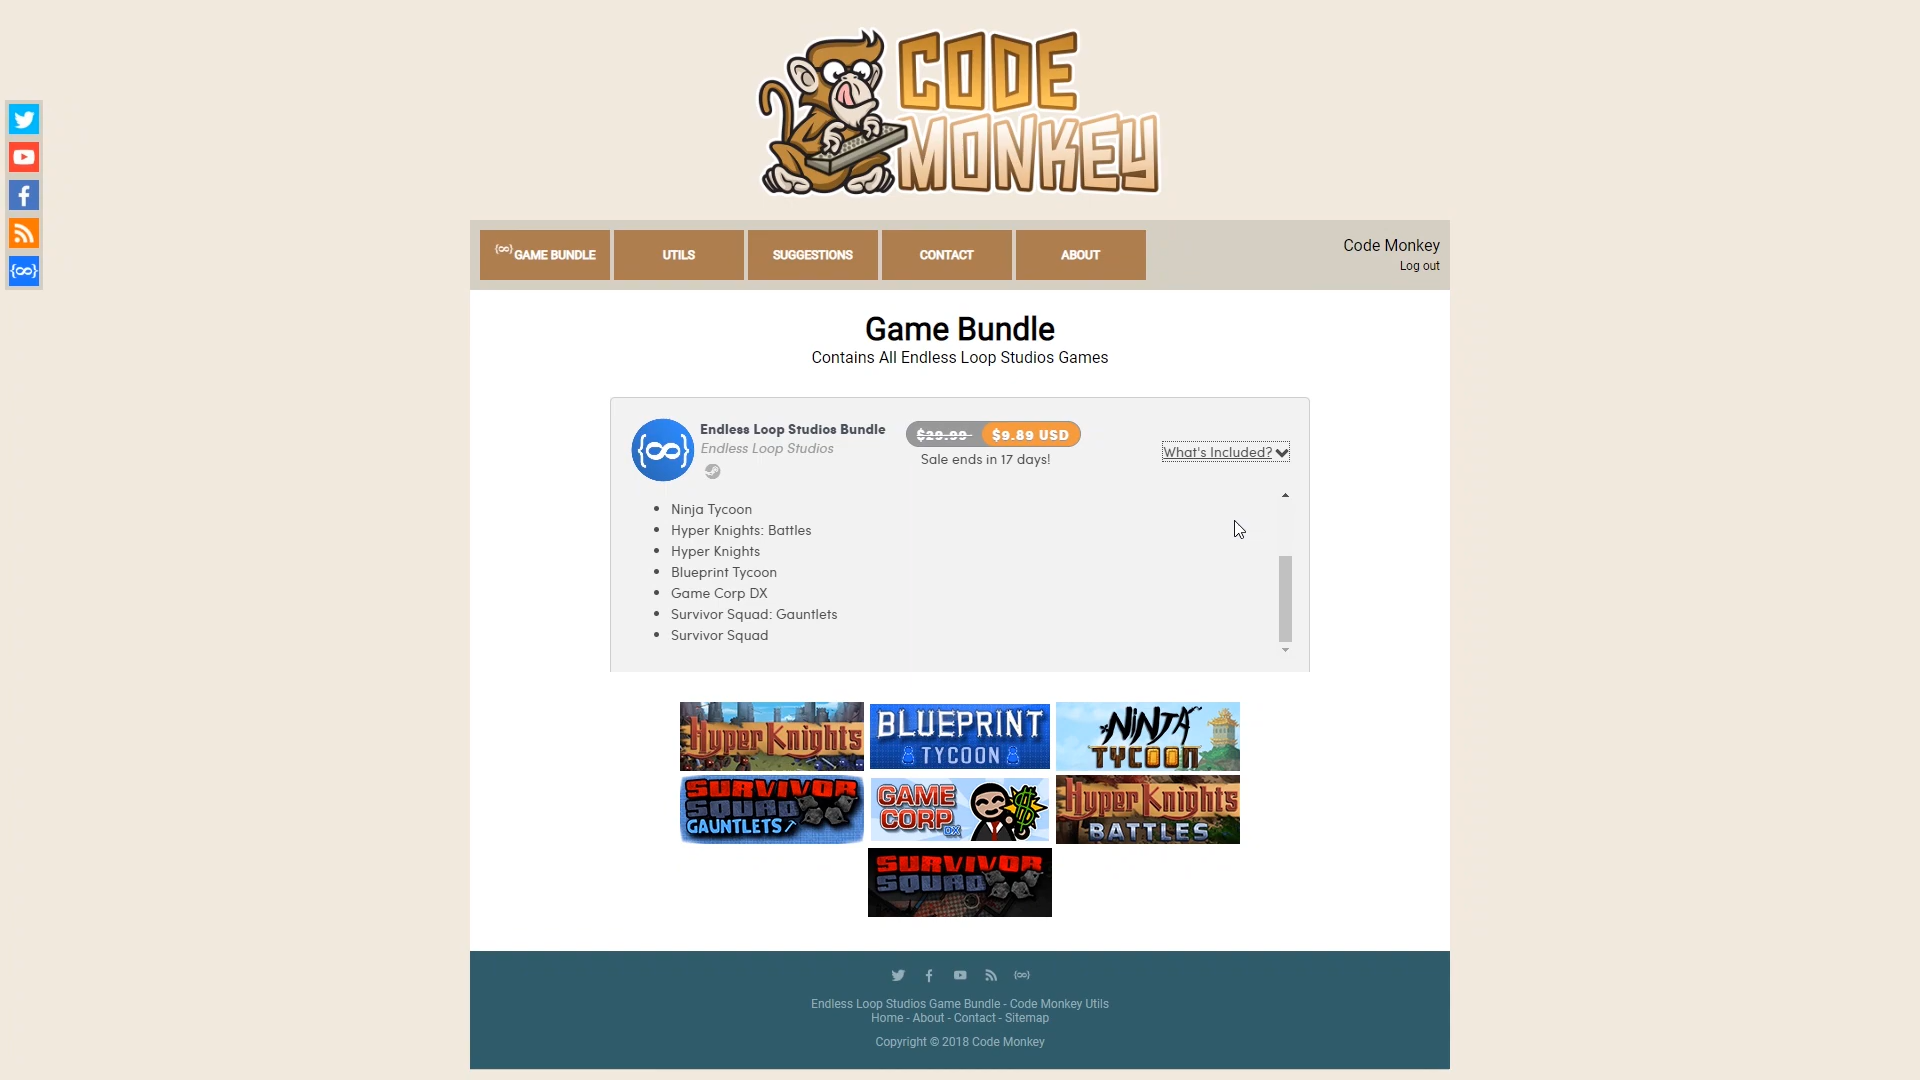 CODE
MONKEY
{∞} GAME BUNDLE
UTILS
SUGGESTIONS
CONTACT
ABOUT
Code Monkey
Log out
Game Bundle
Contains All Endless Loop Studios Games
Endless Loop Studios Bundle
Endless Loop Studios
$29.99 $9.89 USD
Sale ends in 17 days!
What's Included?
• Ninja Tycoon
• Hyper Knights: Battles
• Hyper Knights
• Blueprint Tycoon
• Game Corp DX
• Survivor Squad: Gauntlets
• Survivor Squad
Hyper Knights
BLUEPRINT
TYCOON
NINJA
TYCOON
SURVIVOR
SQUAD
GAUNTLETS
GAME
CORP DX
Hyper Knights
BATTLES
SURVIVOR
SQUAD
Endless Loop Studios Game Bundle - Code Monkey Utils
Home - About - Contact - Sitemap
Copyright © 2018 Code Monkey